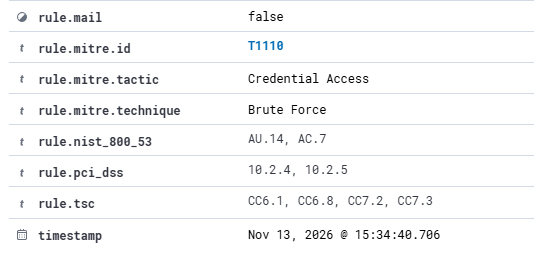 rule.mail false
t rule.mitre.id T1110
t rule.mitre.tactic Credential Access
t rule.mitre.technique Brute Force
t rule.nist_800_53 AU.14, AC.7
t rule.pci_dss 10.2.4, 10.2.5
t rule.tsc CC6.1, CC6.8, CC7.2, CC7.3
timestamp Nov 13, 2026 @ 15:34:40.706